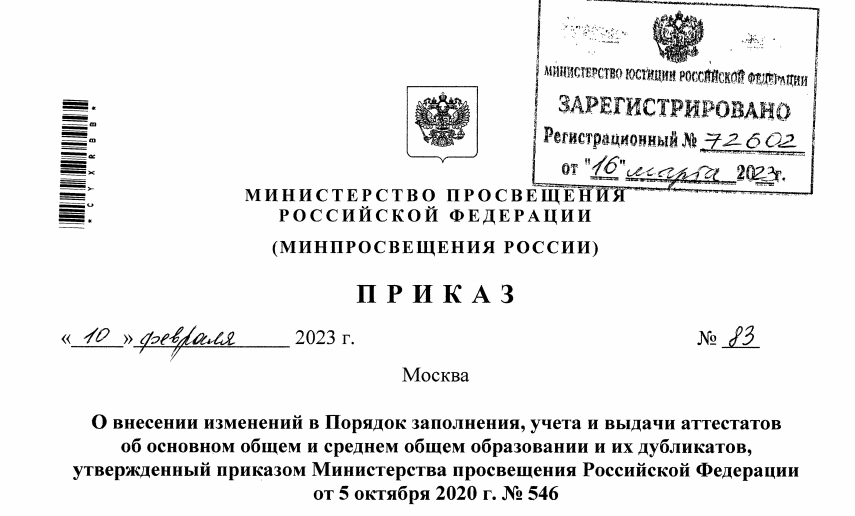 МИНИСТЕРСТВО ЮСТИЦИИ РОССИЙСКОЙ ФЕДЕРАЦИИ
ЗАРЕГИСТРИРОВАНО
Регистрационный № 72602
от "16" марта 2023г.
*CYXRBB*
МИНИСТЕРСТВО ПРОСВЕЩЕНИЯ
РОССИЙСКОЙ ФЕДЕРАЦИИ
(МИНПРОСВЕЩЕНИЯ РОССИИ)
ПРИКАЗ
«10» февраля 2023 г.
№ 83
Москва
О внесении изменений в Порядок заполнения, учета и выдачи аттестатов
об основном общем и среднем общем образовании и их дубликатов,
утвержденный приказом Министерства просвещения Российской Федерации
от 5 октября 2020 г. № 546